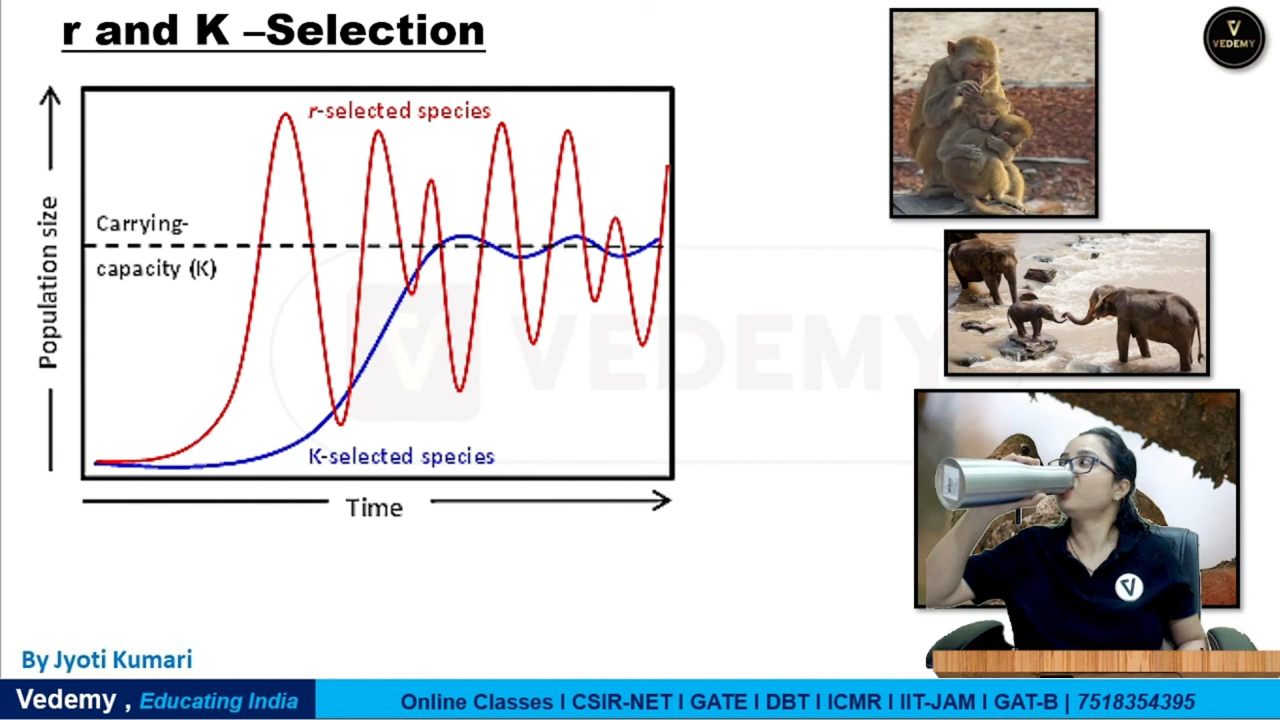 r and K –Selection
VEDEMY
r-selected species
Carrying-
capacity (K)
Population size
VEDEMY
K-selected species
Time
By Jyoti Kumari
Vedemy , Educating India
Online Classes I CSIR-NET I GATE I DBT I ICMR I IIT-JAM I GAT-B | 7518354395